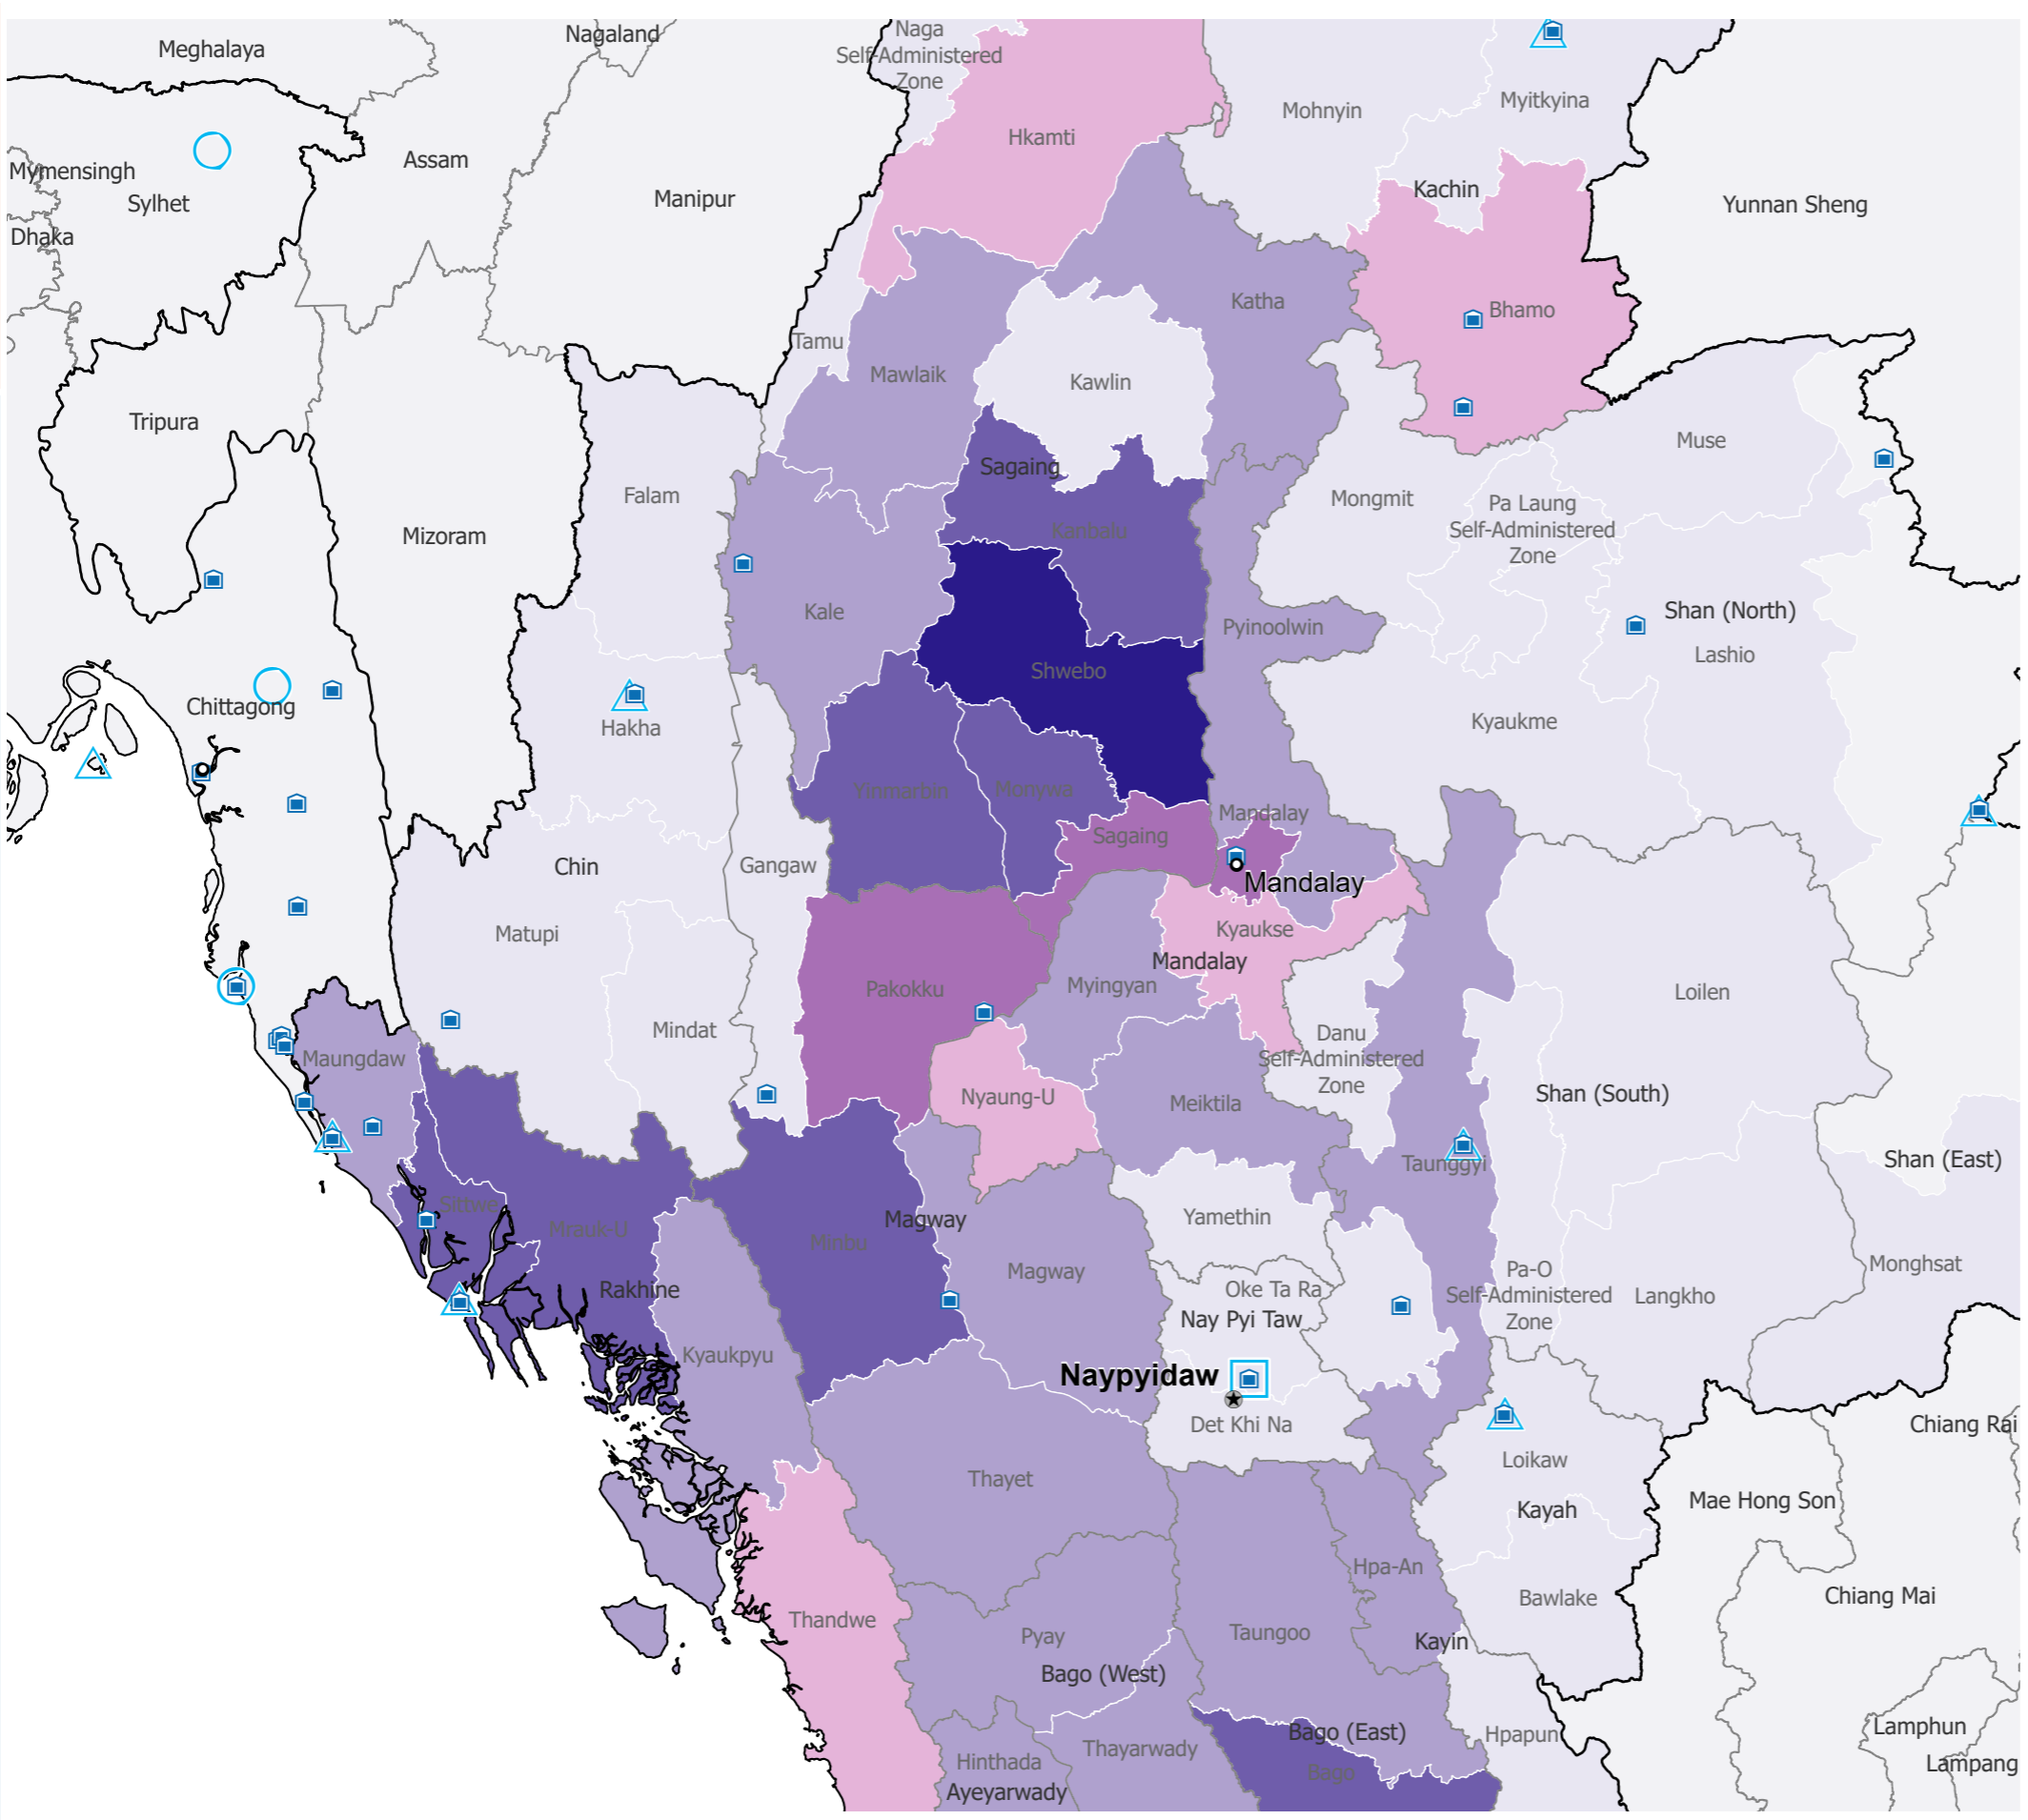 Meghalaya
Nagaland
Naga
Self-Administered
Zone
Mohnyin
Myitkyina
Hkamti
Assam
Mymensingh
Sylhet
Manipur
Kachin
Yunnan Sheng
Dhaka
Katha
Bhamo
Tamu
Mawlaik
Kawlin
Tripura
Muse
Sagaing
Falam
Mongmit
Pa Laung
Self-Administered
Zone
Mizoram
Kanbalu
Kale
Pyinoolwin
Shan (North)
Lashio
Shwebo
Chittagong
Hakha
Kyaukme
Yinmarbin
Monywa
Mandalay
Sagaing
Chin
Gangaw
Mandalay
Matupi
Kyaukse
Mandalay
Pakokku
Myingyan
Loilen
Mindat
Danu
Self-Administered
Zone
Maungdaw
Nyaung-U
Meiktila
Shan (South)
Taunggyi
Shan (East)
Sittwe
Mrauk-U
Magway
Minbu
Yamethin
Monghsat
Magway
Pa-O
Self-Administered
Zone
Rakhine
Oke Ta Ra
Nay Pyi Taw
Langkho
Kyaukpyu
Naypyidaw
Det Khi Na
Chiang Rai
Loikaw
Thayet
Kayah
Mae Hong Son
Hpa-An
Bawlake
Chiang Mai
Thandwe
Pyay
Taungoo
Kayin
Bago (West)
Bago (East)
Hpapun
Lamphun
Hinthada
Thayarwady
Bago
Lampang
Ayeyarwady